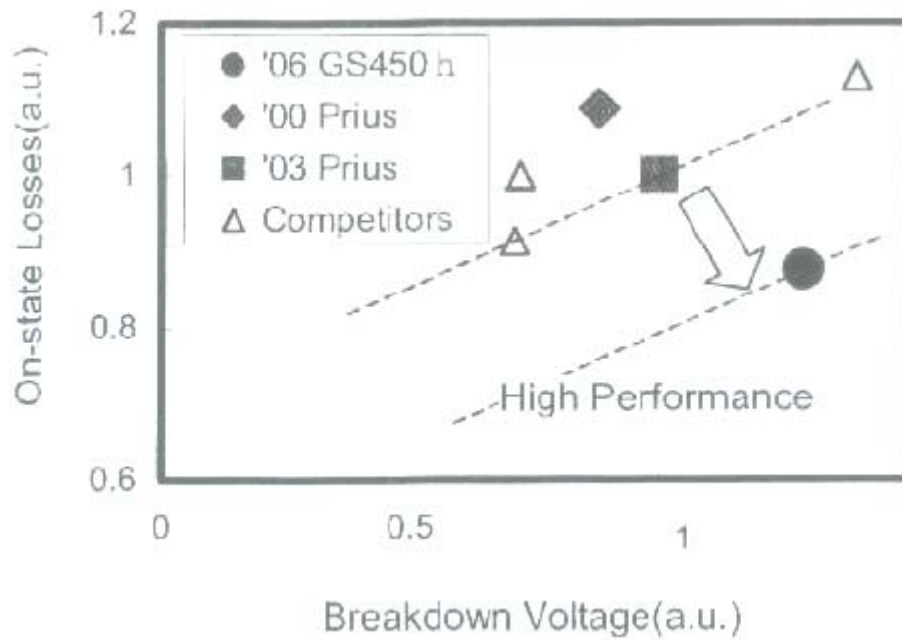 On-state Losses(a.u.)
1.2
1
0.8
0.6
'06 GS450 h
'00 Prius
'03 Prius
Competitors
High Performance
0
0.5
1
Breakdown Voltage(a.u.)